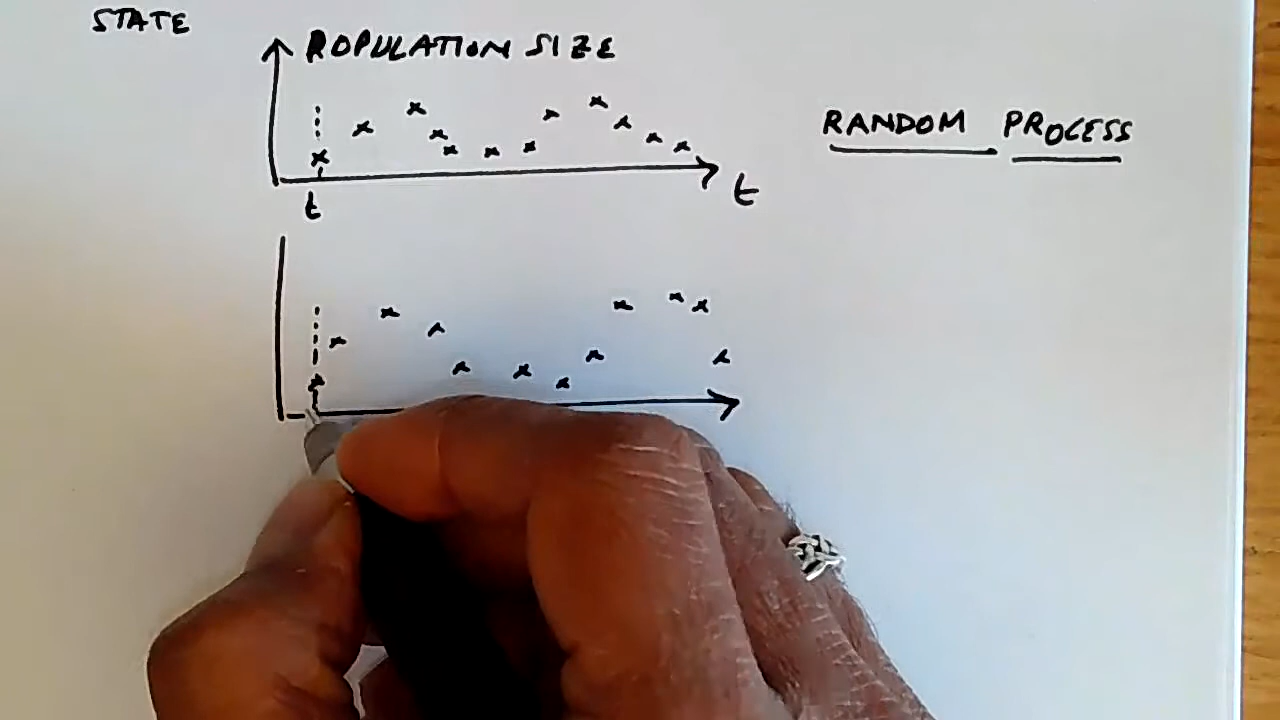 STATE
POPULATION SIZE
RANDOM PROCESS
t
t